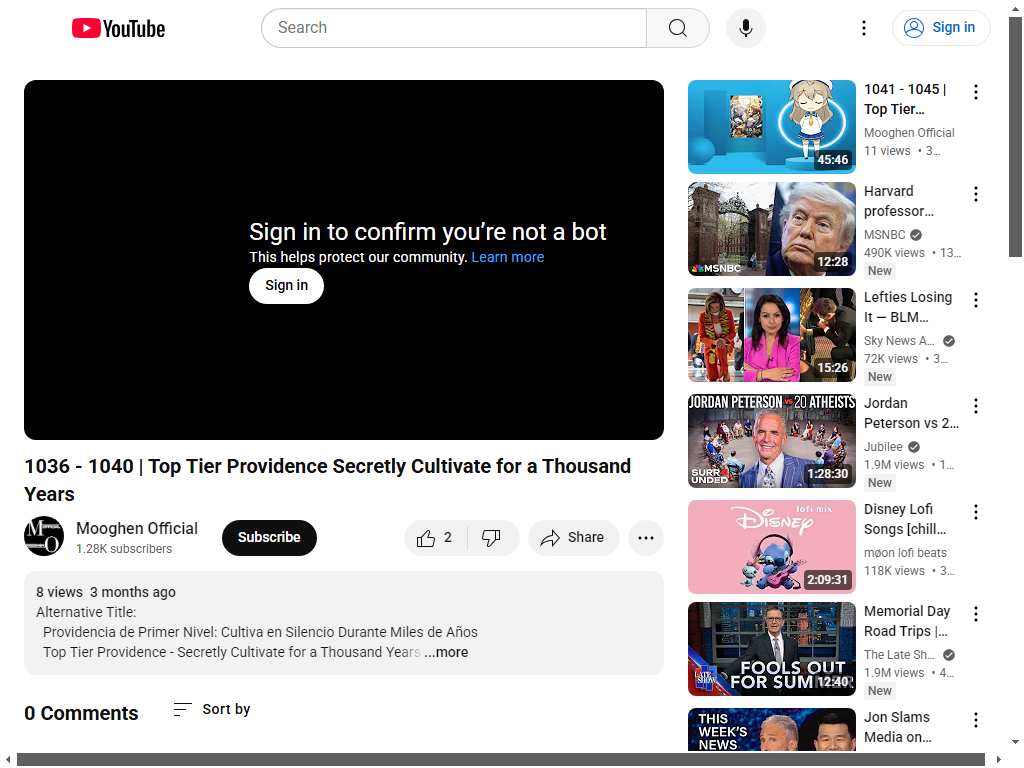 YouTube
Search
Sign in
Sign in to confirm you’re not a bot
This helps protect our community. Learn more
Sign in
1036 - 1040 | Top Tier Providence Secretly Cultivate for a Thousand
Years
Mooghen Official
1.28K subscribers
Subscribe
2
Share
8 views 3 months ago
Alternative Title:
Providencia de Primer Nivel: Cultiva en Silencio Durante Miles de Años
Top Tier Providence - Secretly Cultivate for a Thousand Years ...more
0 Comments
Sort by
45:46
1041 - 1045 |
Top Tier…
Mooghen Official
11 views • 3…
MSNBC
12:28
Harvard
professor…
MSNBC
490K views • 13…
New
15:26
Lefties Losing
It — BLM…
Sky News A…
72K views • 3…
New
JORDAN PETERSON VS 20 ATHEISTS
SURROUNDED
1:28:30
Jordan
Peterson vs 2…
Jubilee
1.9M views • 1…
New
lofi mix
Disney
2:09:31
Disney Lofi
Songs [chill…
møon lofi beats
118K views • 3…
LATE SHOW
FOOLS OUT
FOR SUMMER
12:40
Memorial Day
Road Trips |…
The Late Sh…
1.9M views • 4…
New
THIS
WEEK'S
NEWS
Jon Slams
Media on…